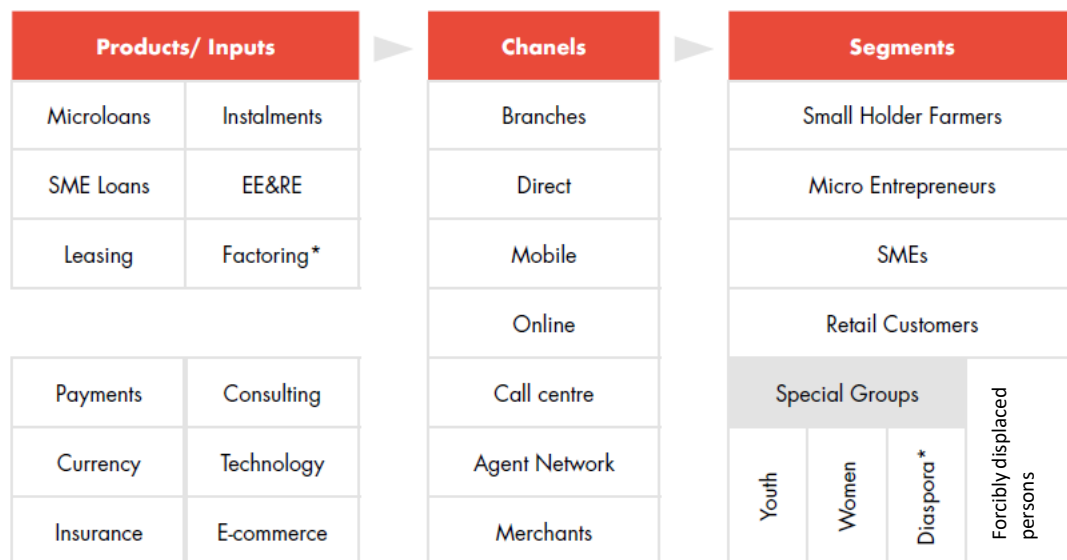 Products/ Inputs
Chanels
Segments
Microloans
Instalments
SME Loans
EE&RE
Leasing
Factoring*
Payments
Consulting
Currency
Technology
Insurance
E-commerce
Branches
Direct
Mobile
Online
Call centre
Agent Network
Merchants
Small Holder Farmers
Micro Entrepreneurs
SMEs
Retail Customers
Special Groups
Youth
Women
Diaspora*
Forcibly displaced
persons